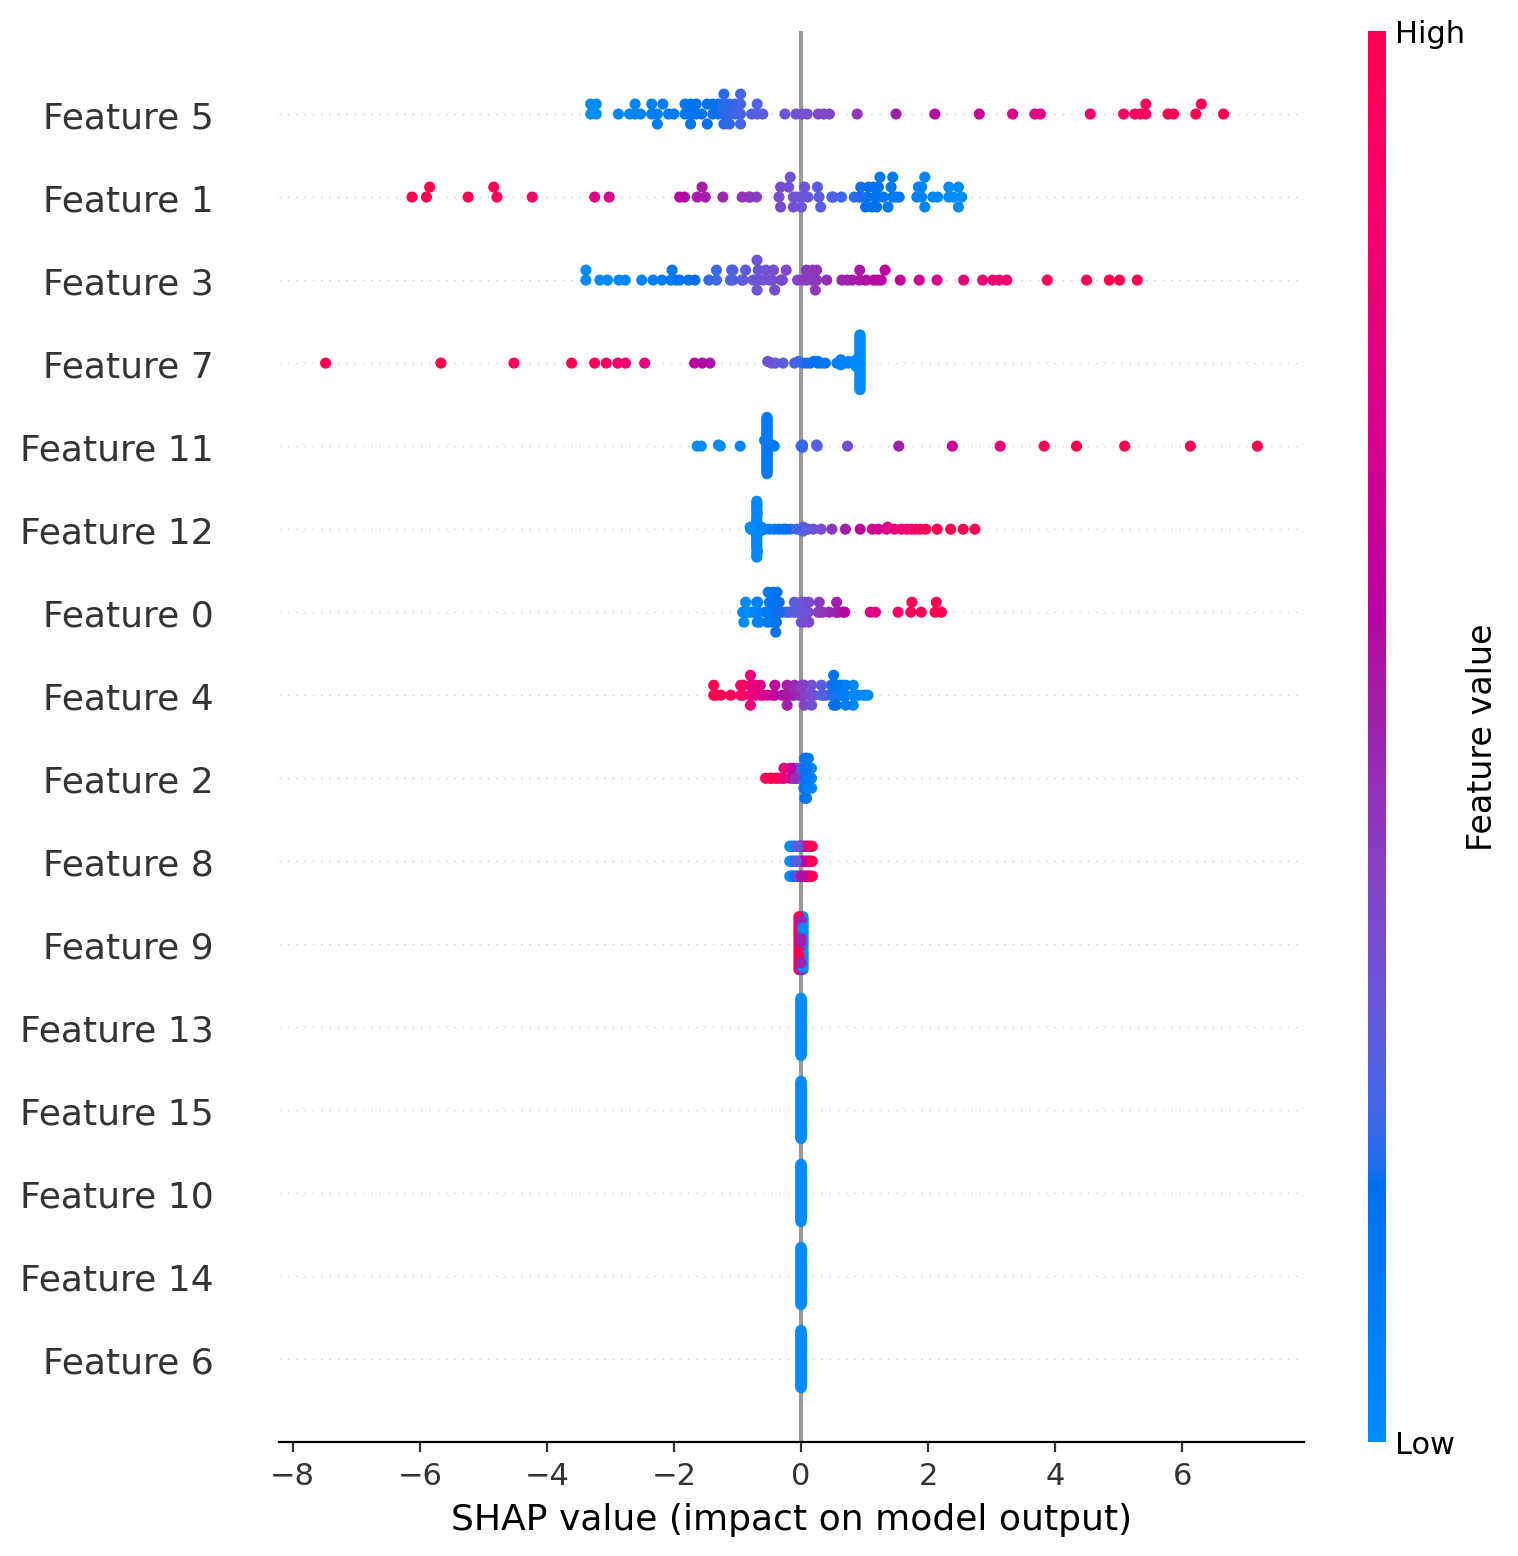 High
Feature 5
Feature 1
Feature 3
Feature 7
Feature 11
Feature 12
Feature 0
Feature 4
Feature 2
Feature 8
Feature 9
Feature 13
Feature 15
Feature 10
Feature 14
Feature 6
Feature value
Low
−8 −6 −4 −2 0 2 4 6
SHAP value (impact on model output)